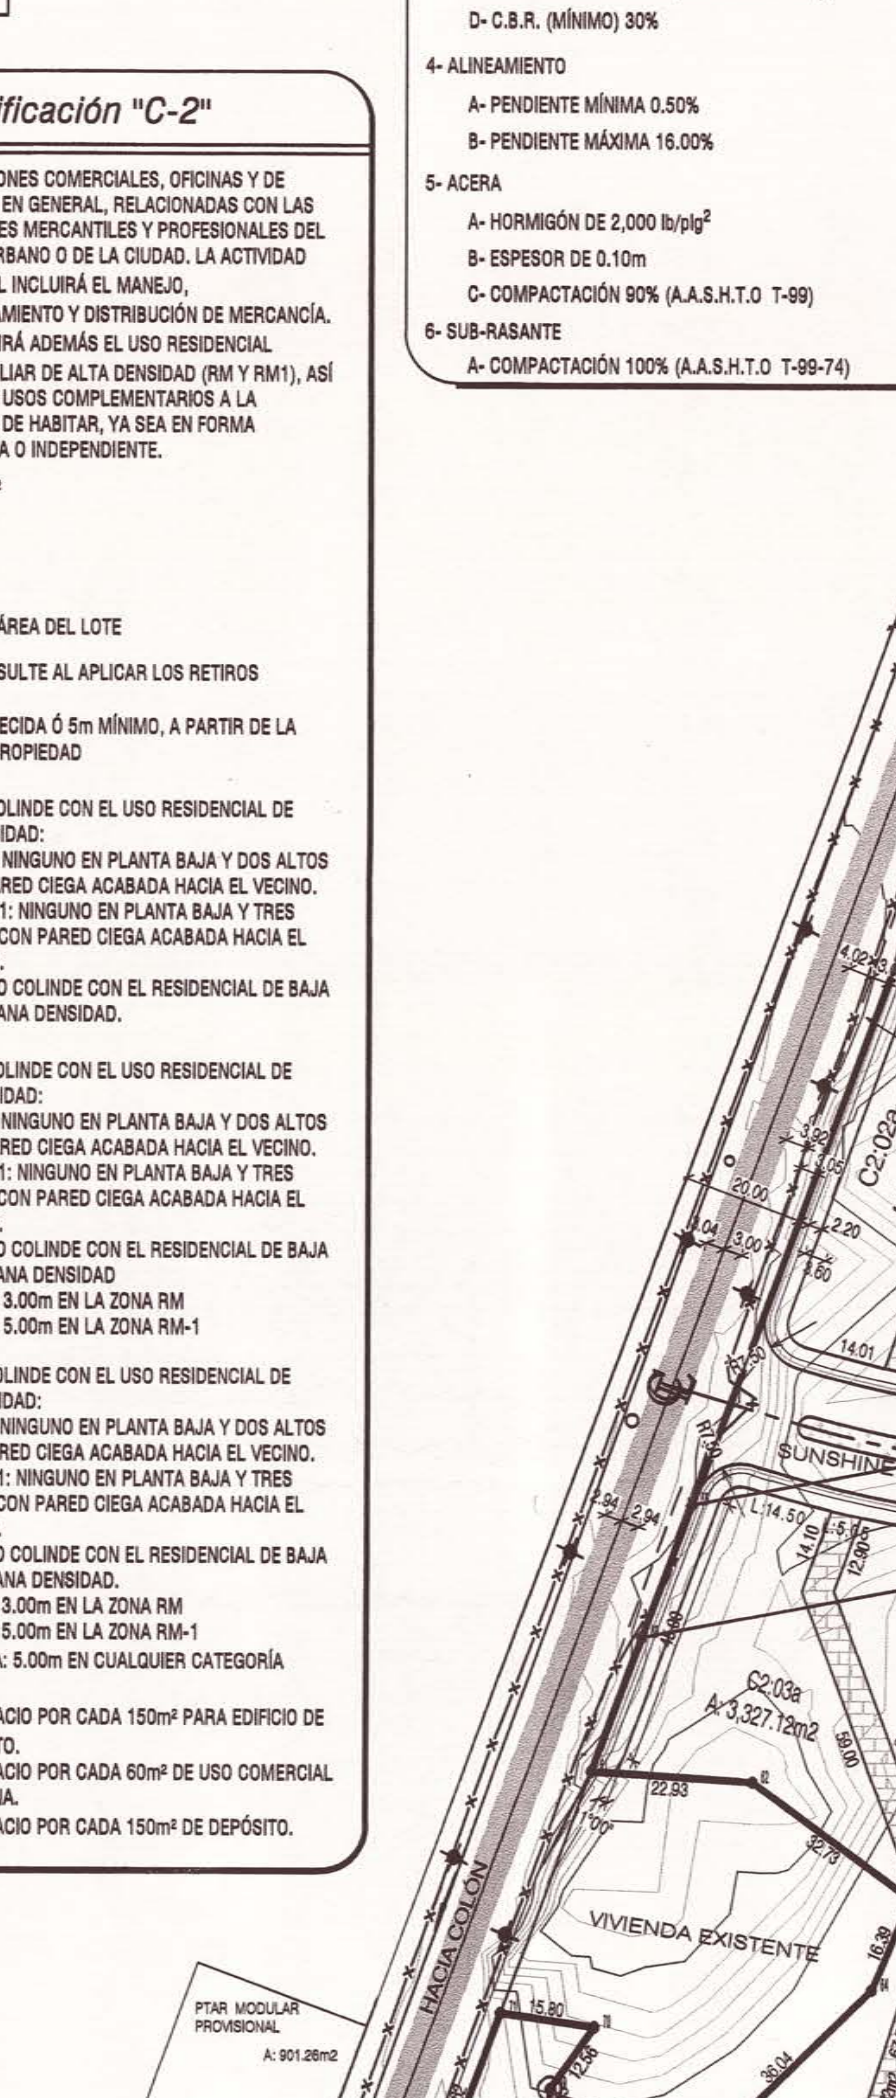 ificación "C-2"
ONES COMERCIALES, OFICINAS Y DE
EN GENERAL, RELACIONADAS CON LAS
ES MERCANTILES Y PROFESIONALES DEL
RBANO O DE LA CIUDAD. LA ACTIVIDAD
L INCLUIRÁ EL MANEJO,
AMIENTO Y DISTRIBUCIÓN DE MERCANCÍA.
IRÁ ADEMÁS EL USO RESIDENCIAL
LIAR DE ALTA DENSIDAD (RM Y RM1), ASÍ
USOS COMPLEMENTARIOS A LA
DE HABITAR, YA SEA EN FORMA
A O INDEPENDIENTE.
ÁREA DEL LOTE
SULTE AL APLICAR LOS RETIROS
ECIDA Ó 5m MÍNIMO, A PARTIR DE LA
ROPIEDAD
OLINDE CON EL USO RESIDENCIAL DE
IDAD:
NINGUNO EN PLANTA BAJA Y DOS ALTOS
RED CIEGA ACABADA HACIA EL VECINO.
1: NINGUNO EN PLANTA BAJA Y TRES
CON PARED CIEGA ACABADA HACIA EL
.
O COLINDE CON EL RESIDENCIAL DE BAJA
ANA DENSIDAD.
OLINDE CON EL USO RESIDENCIAL DE
IDAD:
NINGUNO EN PLANTA BAJA Y DOS ALTOS
RED CIEGA ACABADA HACIA EL VECINO.
1: NINGUNO EN PLANTA BAJA Y TRES
CON PARED CIEGA ACABADA HACIA EL
.
O COLINDE CON EL RESIDENCIAL DE BAJA
ANA DENSIDAD
3.00m EN LA ZONA RM
5.00m EN LA ZONA RM-1
OLINDE CON EL USO RESIDENCIAL DE
IDAD:
NINGUNO EN PLANTA BAJA Y DOS ALTOS
RED CIEGA ACABADA HACIA EL VECINO.
1: NINGUNO EN PLANTA BAJA Y TRES
CON PARED CIEGA ACABADA HACIA EL
.
O COLINDE CON EL RESIDENCIAL DE BAJA
ANA DENSIDAD.
3.00m EN LA ZONA RM
5.00m EN LA ZONA RM-1
A: 5.00m EN CUALQUIER CATEGORÍA
ACIO POR CADA 150m² PARA EDIFICIO DE
TO.
ACIO POR CADA 60m² DE USO COMERCIAL
NA.
ACIO POR CADA 150m² DE DEPÓSITO.
D- C.B.R. (MÍNIMO) 30%
4- ALINEAMIENTO
A- PENDIENTE MÍNIMA 0.50%
B- PENDIENTE MÁXIMA 16.00%
5- ACERA
A- HORMIGÓN DE 2,000 lb/plg²
B- ESPESOR DE 0.10m
C- COMPACTACIÓN 90% (A.A.S.H.T.O T-99)
6- SUB-RASANTE
A- COMPACTACIÓN 100% (A.A.S.H.T.O T-99-74)
4.02
C2:02a
3.92
3.05
20.00
2.20
3.04
3.00
3.60
14.01
R7.50
R7.50
SUNSHINE
2.94
2.94
L:14.50
14.10
12.90
C2:03a
A: 3,327.12m2
59.00
22.93
62
1°00"
32.73
VIVIENDA EXISTENTE
16.39
64
HACIA COLÓN
71
15.80
70
12.56
36.04
PTAR MODULAR
PROVISIONAL
A: 901.26m2